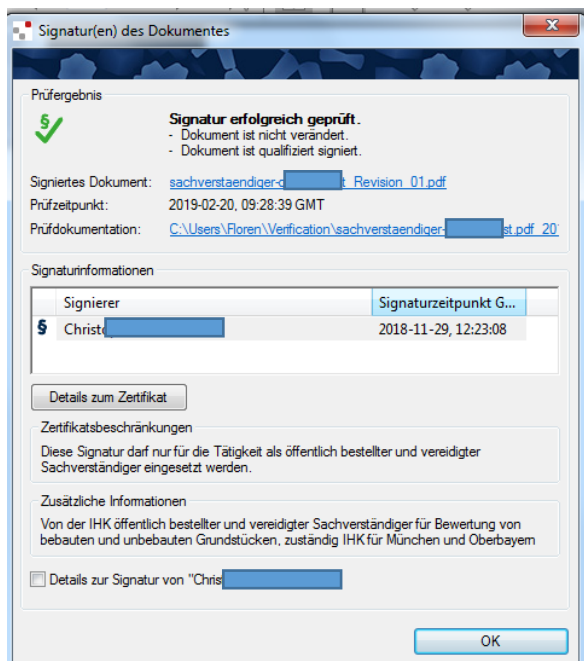 Signatur(en) des Dokumentes
Prüfergebnis
Signatur erfolgreich geprüft.
- Dokument ist nicht verändert.
- Dokument ist qualifiziert signiert.
Signiertes Dokument: sachverstaendiger- t_Revision_01.pdf
Prüfzeitpunkt: 2019-02-20, 09:28:39 GMT
Prüfdokumentation: C:\Users\Floren\Verification\sachverstaendiger- st.pdf_20
Signaturinformationen
Signierer Signaturzeitpunkt G...
§ Christo 2018-11-29, 12:23:08
Details zum Zertifikat
Zertifikatsbeschränkungen
Diese Signatur darf nur für die Tätigkeit als öffentlich bestellter und vereidigter
Sachverständiger eingesetzt werden.
Zusätzliche Informationen
Von der IHK öffentlich bestellter und vereidigter Sachverständiger für Bewertung von
bebauten und unbebauten Grundstücken, zuständig IHK für München und Oberbayern
Details zur Signatur von "Chris
OK